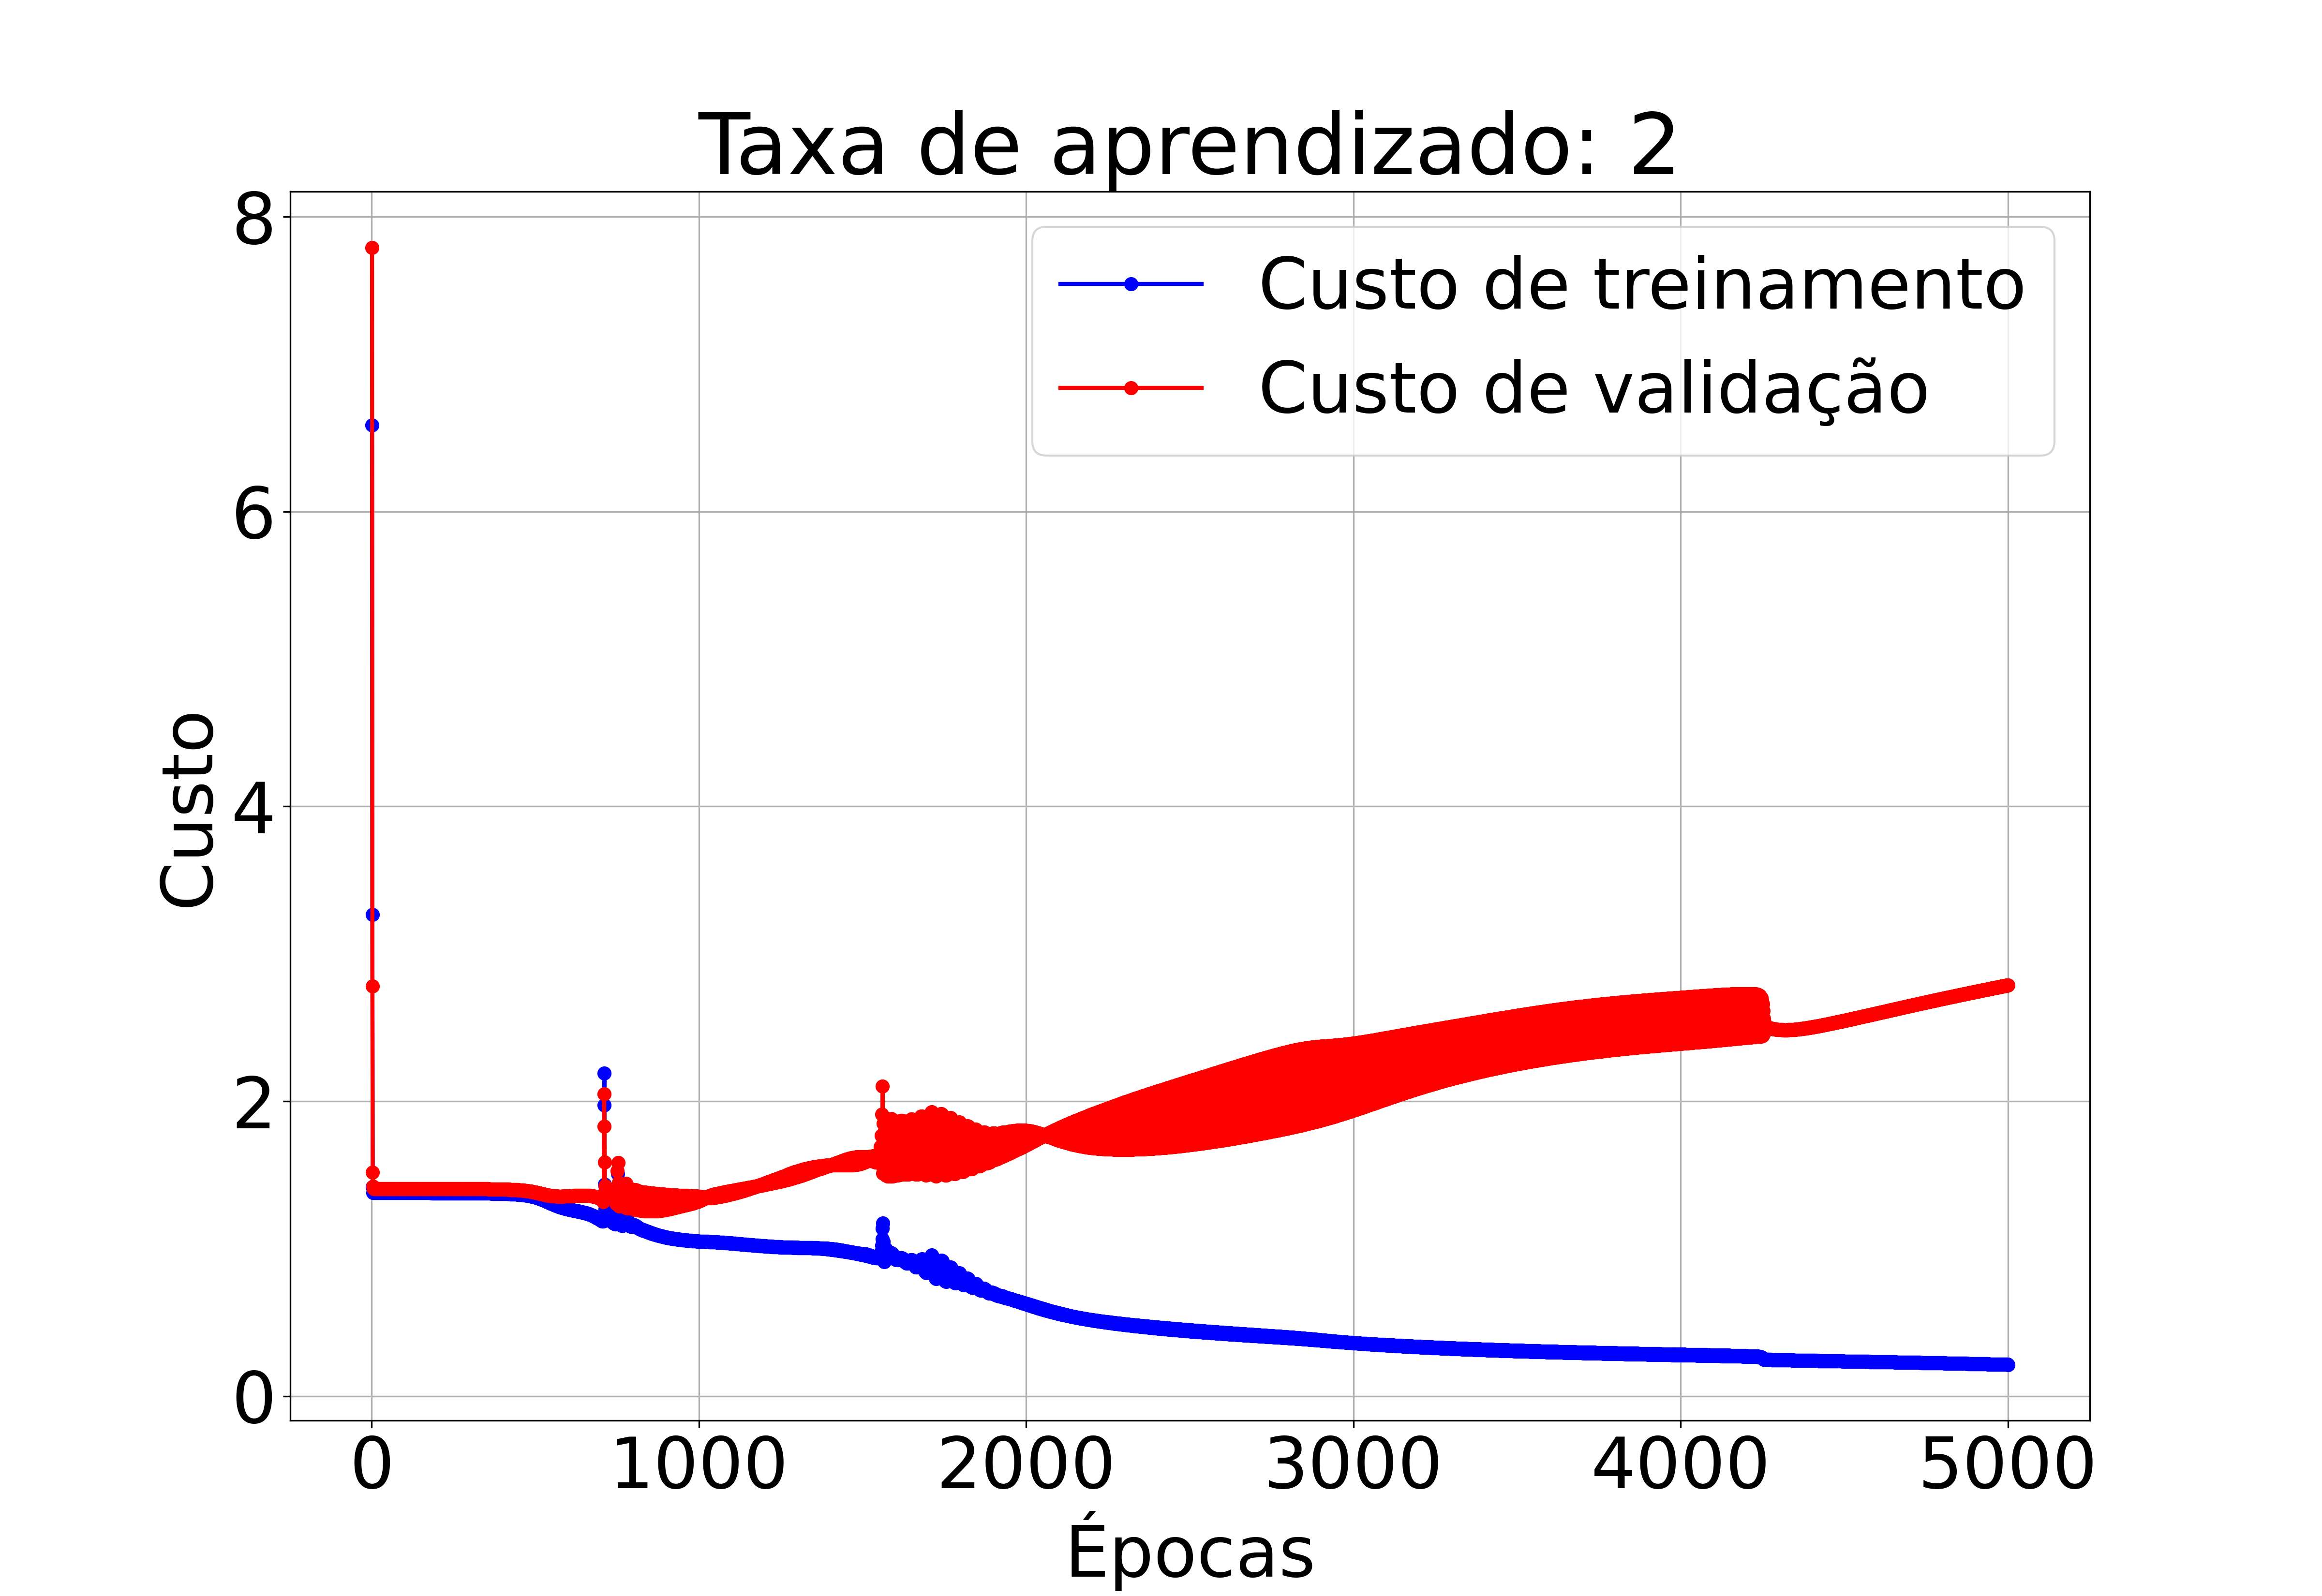 Taxa de aprendizado: 2
Custo de treinamento
Custo de validação
8
6
4
2
0
Custo
0 1000 2000 3000 4000 5000
Épocas